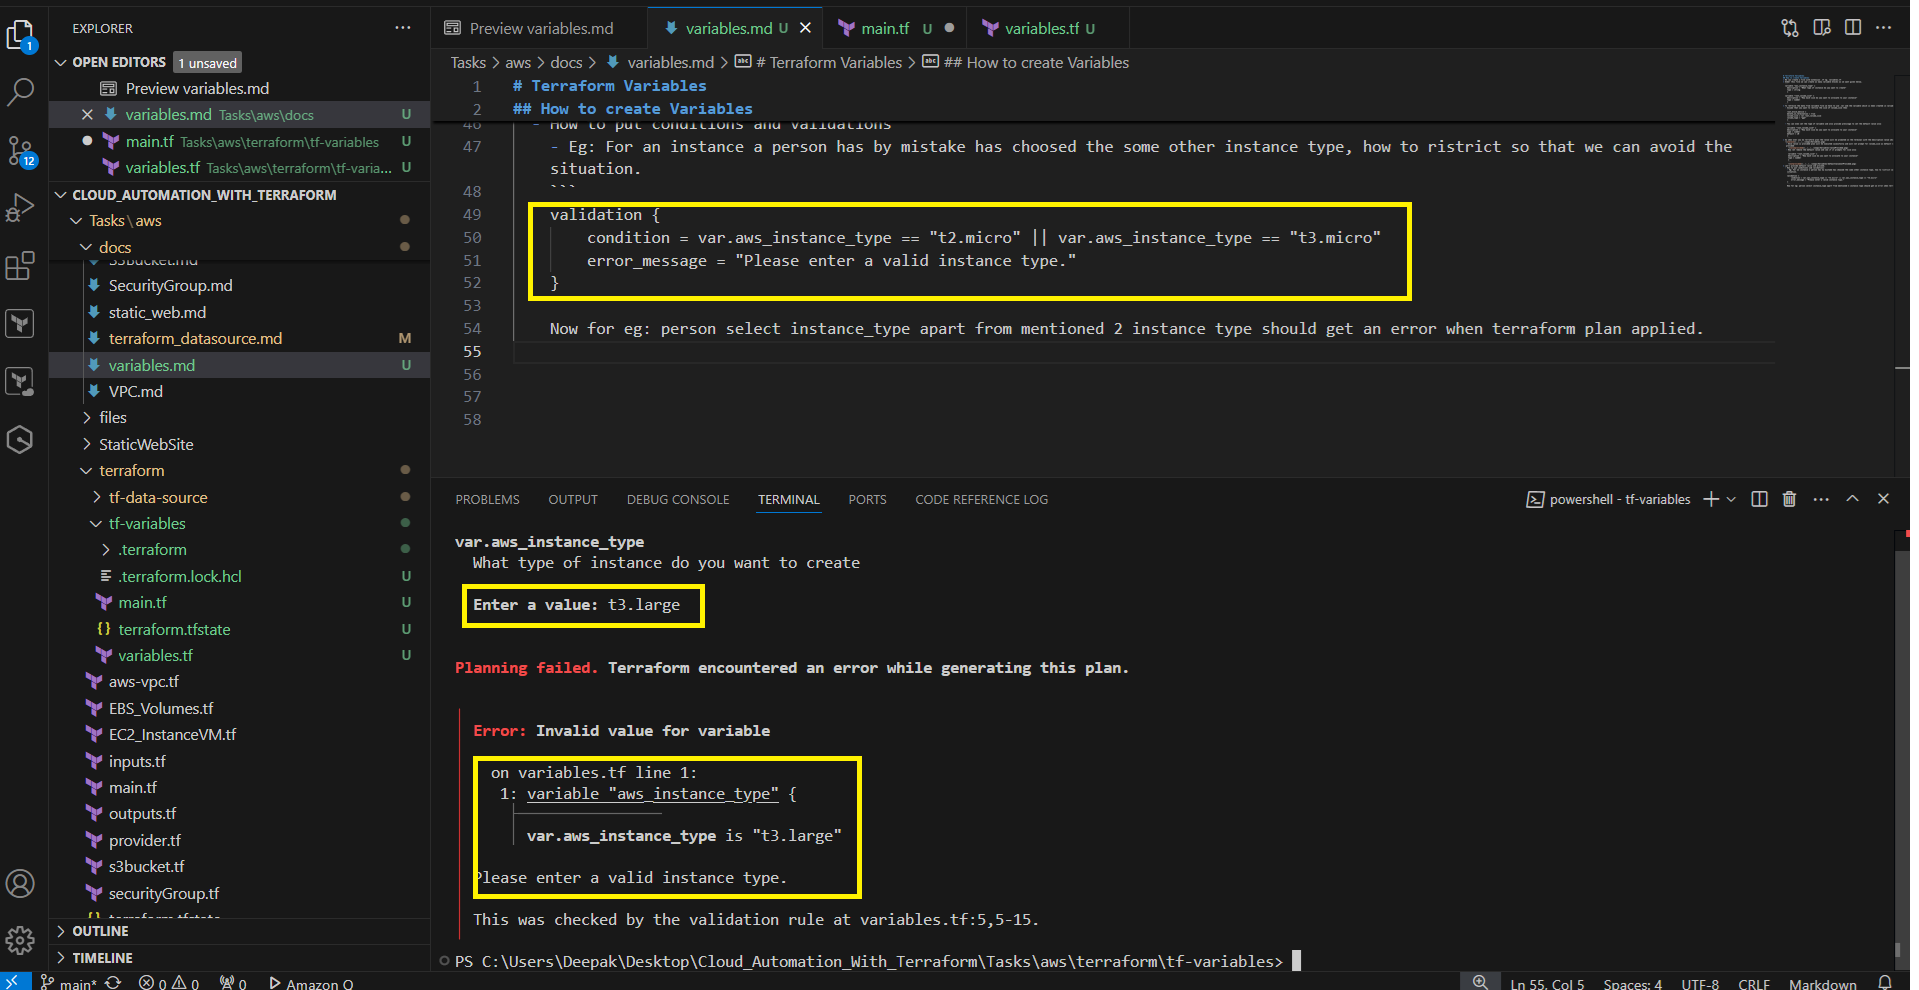 EXPLORER
OPEN EDITORS 1 unsaved
Preview variables.md
variables.md Tasks\aws\docs U
main.tf Tasks\aws\terraform\tf-variables U
variables.tf Tasks\aws\terraform\tf-varia... U
CLOUD_AUTOMATION_WITH_TERRAFORM
Tasks\aws
docs
S3Bucket.md
SecurityGroup.md
static_web.md
terraform_datasource.md M
variables.md U
VPC.md
files
StaticWebSite
terraform
tf-data-source
tf-variables
.terraform
.terraform.lock.hcl U
main.tf U
terraform.tfstate U
variables.tf U
aws-vpc.tf
EBS_Volumes.tf
EC2_InstanceVM.tf
inputs.tf
main.tf
outputs.tf
provider.tf
s3bucket.tf
securityGroup.tf
terraform.tfstate
OUTLINE
TIMELINE
1
12
Preview variables.md variables.md U main.tf U variables.tf U
Tasks > aws > docs > variables.md > # Terraform Variables > ## How to create Variables
1 # Terraform Variables
2 ## How to create Variables
46 - How to put conditions and validations
47 - Eg: For an instance a person has by mistake has choosed the some other instance type, how to ristrict so that we can avoid the
situation.
48 ```
49 validation {
50 condition = var.aws_instance_type == "t2.micro" || var.aws_instance_type == "t3.micro"
51 error_message = "Please enter a valid instance type."
52 }
53
54 Now for eg: person select instance_type apart from mentioned 2 instance type should get an error when terraform plan applied.
55
56
57
58
PROBLEMS OUTPUT DEBUG CONSOLE TERMINAL PORTS CODE REFERENCE LOG
powershell - tf-variables
var.aws_instance_type
What type of instance do you want to create
Enter a value: t3.large
Planning failed. Terraform encountered an error while generating this plan.
Error: Invalid value for variable
on variables.tf line 1:
1: variable "aws_instance_type" {
var.aws_instance_type is "t3.large"
Please enter a valid instance type.
This was checked by the validation rule at variables.tf:5,5-15.
PS C:\Users\Deepak\Desktop\Cloud_Automation_With_Terraform\Tasks\aws\terraform\tf-variables>
main* 0 0 0 Amazon Q
Ln 55, Col 5 Spaces: 4 UTF-8 CRLF Markdown